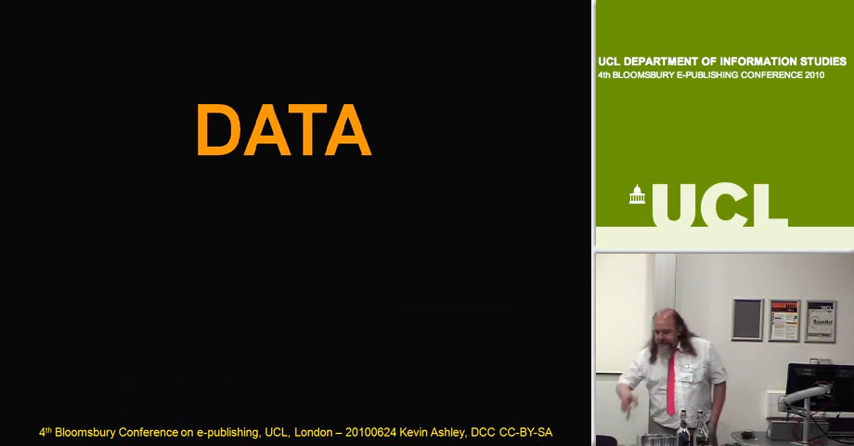 DATA
4th Bloomsbury Conference on e-publishing, UCL, London – 20100624 Kevin Ashley, DCC CC-BY-SA
UCL DEPARTMENT OF INFORMATION STUDIES
4th BLOOMSBURY E-PUBLISHING CONFERENCE 2010
UCL